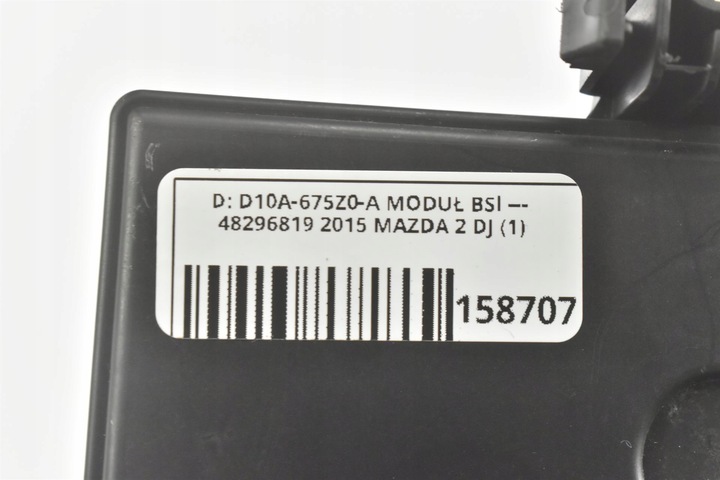 D: D10A-675Z0-A MODUŁ BSI ---
48296819 2015 MAZDA 2 DJ (1)
158707